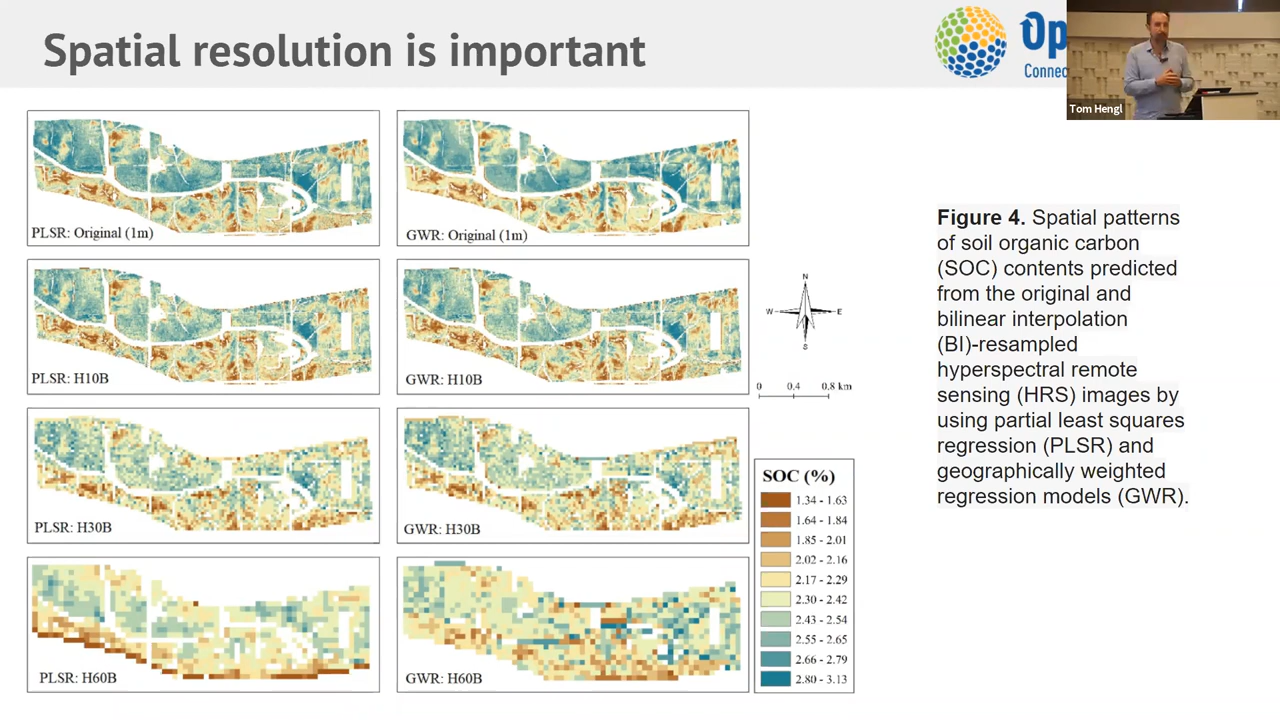 Spatial resolution is important
Op
Connec
Tom Hengl
PLSR: Original (1m)
GWR: Original (1m)
PLSR: H10B
GWR: H10B
PLSR: H30B
GWR: H30B
PLSR: H60B
GWR: H60B
N
W
E
S
0 0.4 0.8 km
SOC (%)
1.34 - 1.63
1.64 - 1.84
1.85 - 2.01
2.02 - 2.16
2.17 - 2.29
2.30 - 2.42
2.43 - 2.54
2.55 - 2.65
2.66 - 2.79
2.80 - 3.13
Figure 4. Spatial patterns
of soil organic carbon
(SOC) contents predicted
from the original and
bilinear interpolation
(BI)-resampled
hyperspectral remote
sensing (HRS) images by
using partial least squares
regression (PLSR) and
geographically weighted
regression models (GWR).